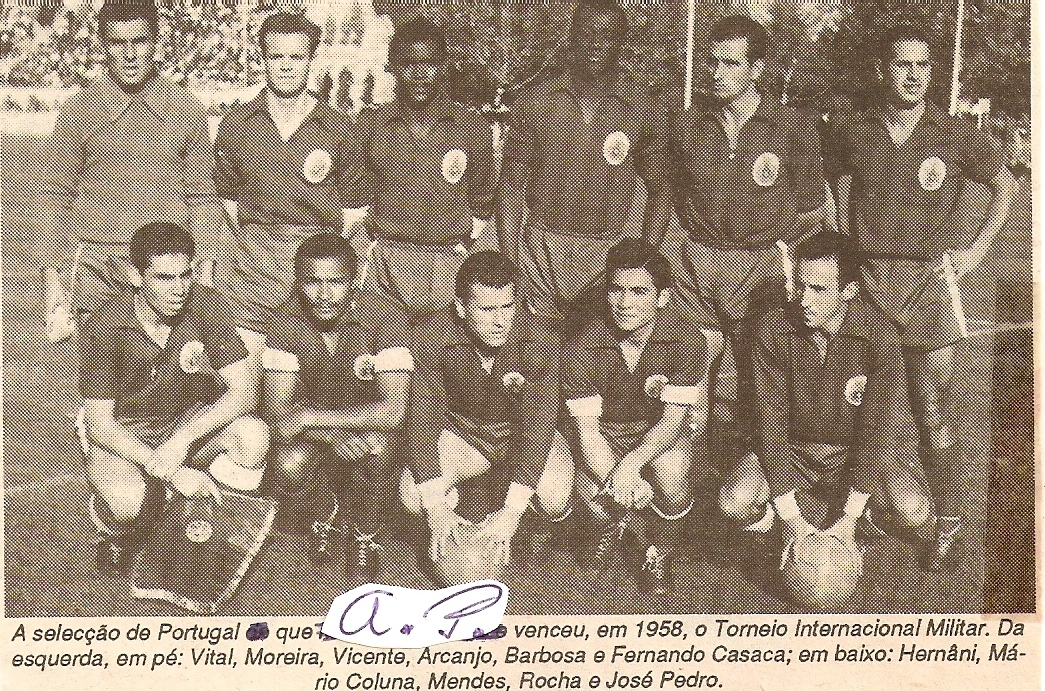 A selecção de Portugal que A. P. venceu, em 1958, o Torneio Internacional Militar. Da
esquerda, em pé: Vital, Moreira, Vicente, Arcanjo, Barbosa e Fernando Casaca; em baixo: Hernâni, Má-
rio Coluna, Mendes, Rocha e José Pedro.